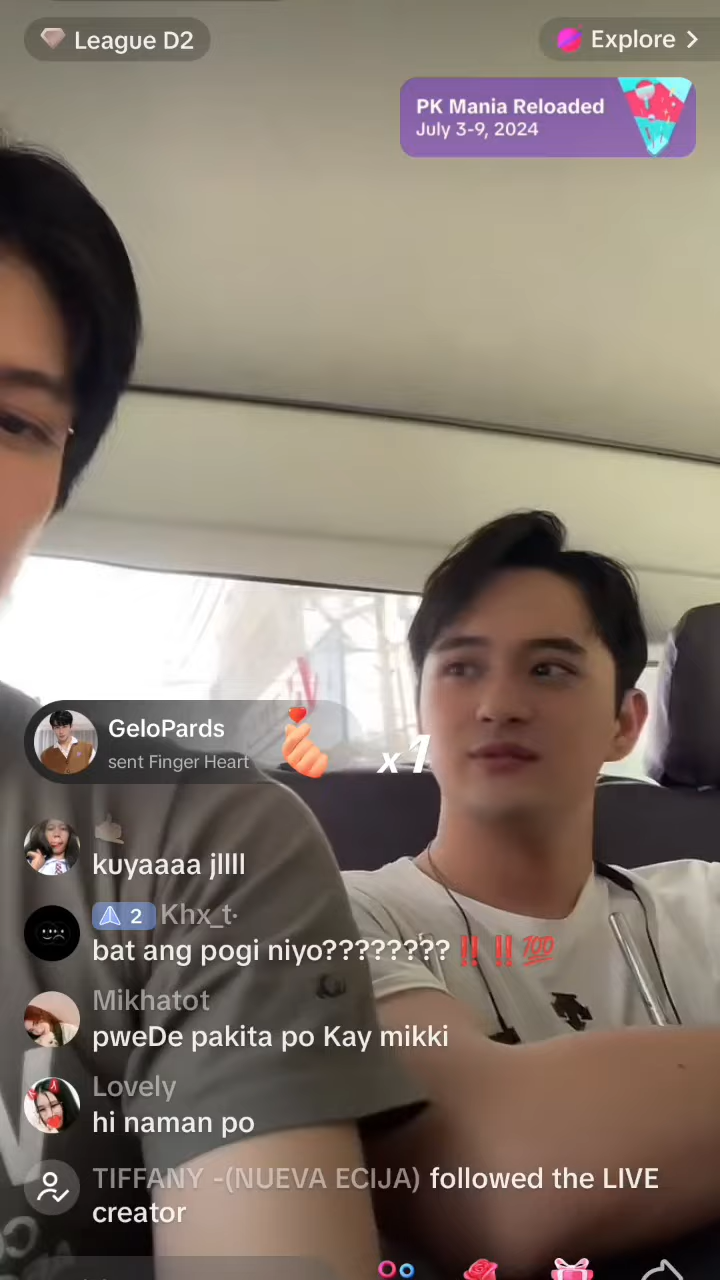 League D2
Explore
PK Mania Reloaded
July 3-9, 2024
GeloPards
sent Finger Heart
x1
kuyaaaa jllll
2 Khx_t·
bat ang pogi niyo???????? ‼️ ‼️ 💯
Mikhatot
pweDe pakita po Kay mikki
Lovely
hi naman po
TIFFANY -(NUEVA ECIJA) followed the LIVE
creator